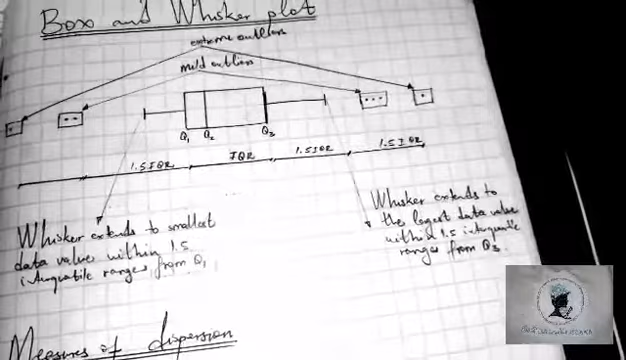 Box and Whisker plot
extreme outliers
mild outliers
Q1 Q2 Q3
1.5 IQR IQR 1.5 IQR 1.5 IQR
Whisker extends to smallest
data value within 1.5
interquatile ranges from Q1
Whisker extends to
the largest data value
within 1.5 interquatile
ranges from Q3.
Measures of dispersion